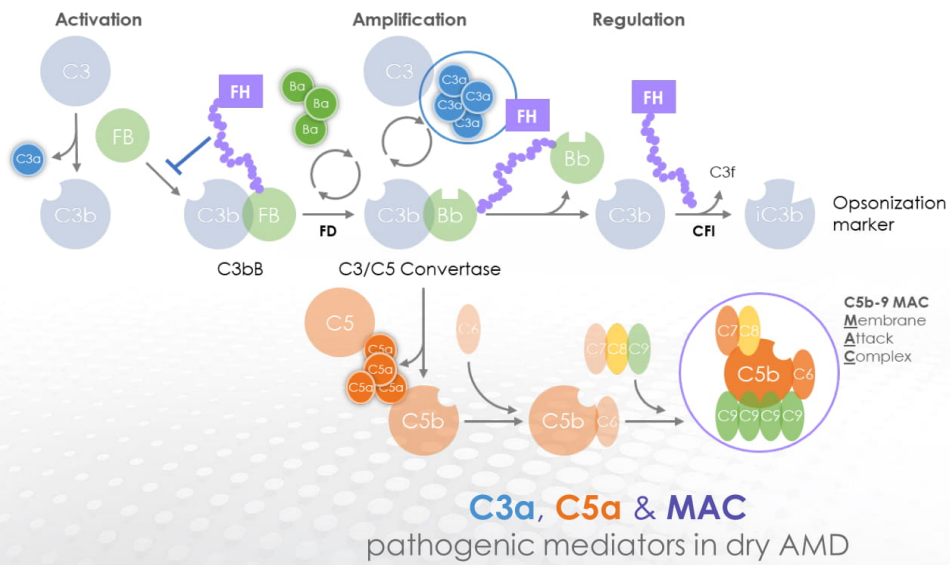 Activation
Amplification
Regulation
C3
C3
C3a
C3a
C3a
C3a
FH
FH
FH
Ba
Ba
Ba
FB
Bb
C3a
C3f
C3b
C3b
FB
C3b
Bb
C3b
iC3b
Opsonization
marker
FD
CFI
C3bB
C3/C5 Convertase
C5
C5a
C5a
C5a
C5a
C6
C7
C8
C9
C5b
C5b
C6
C7
C8
C5b
C6
C9
C9
C9
C9
C5b-9 MAC
Membrane
Attack
Complex
C3a, C5a & MAC
pathogenic mediators in dry AMD